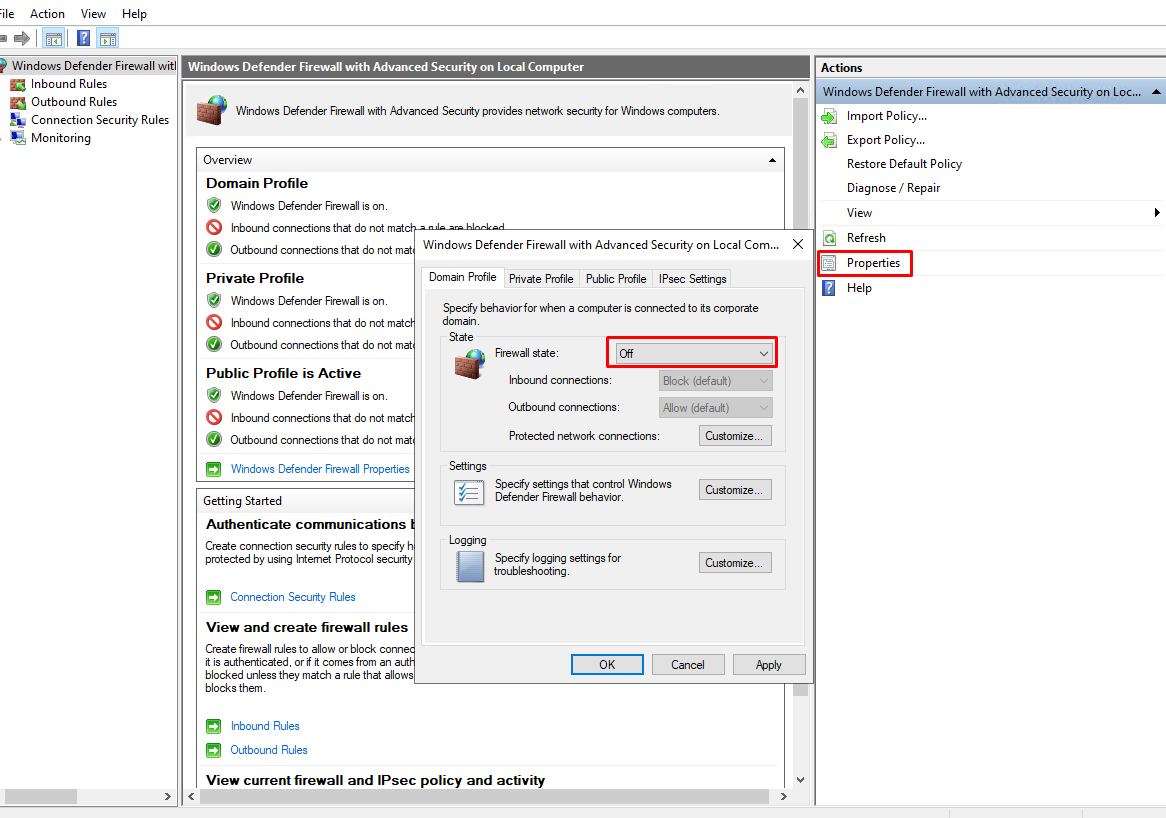 File Action View Help
Windows Defender Firewall with
Inbound Rules
Outbound Rules
Connection Security Rules
Monitoring
Windows Defender Firewall with Advanced Security on Local Computer
Windows Defender Firewall with Advanced Security provides network security for Windows computers.
Overview
Domain Profile
Windows Defender Firewall is on.
Inbound connections that do not match a rule are blocked.
Outbound connections that do not
Private Profile
Windows Defender Firewall is on.
Inbound connections that do not match
Outbound connections that do not
Public Profile is Active
Windows Defender Firewall is on.
Inbound connections that do not match
Outbound connections that do not
Windows Defender Firewall Properties
Getting Started
Authenticate communications
Create connection security rules to specify
protected by using Internet Protocol security
Connection Security Rules
View and create firewall rules
Create firewall rules to allow or block
it is authenticated, or if it comes from an
blocked unless they match a rule that allows
blocks them.
Inbound Rules
Outbound Rules
View current firewall and IPsec policy and activity
Windows Defender Firewall with Advanced Security on Local Com...
Domain Profile Private Profile Public Profile IPsec Settings
Specify behavior for when a computer is connected to its corporate
domain.
State
Firewall state: Off
Inbound connections: Block (default)
Outbound connections: Allow (default)
Protected network connections: Customize...
Settings
Specify settings that control Windows
Defender Firewall behavior.
Customize...
Logging
Specify logging settings for
troubleshooting.
Customize...
OK Cancel Apply
Actions
Windows Defender Firewall with Advanced Security on Loc...
Import Policy...
Export Policy...
Restore Default Policy
Diagnose / Repair
View
Refresh
Properties
Help